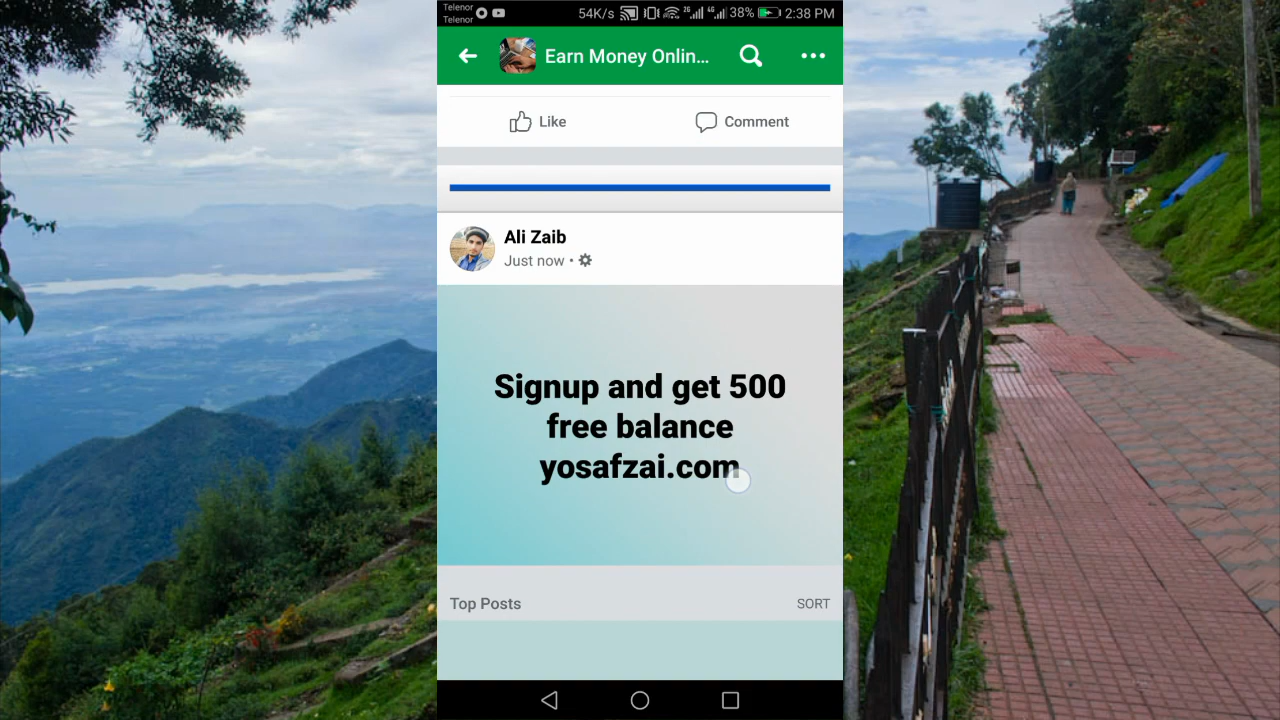 Telenor
Telenor
54K/s 2G 4G 38% 2:38 PM
Earn Money Onlin...
Like
Comment
Ali Zaib
Just now •
Signup and get 500
free balance
yosafzai.com
Top Posts
SORT